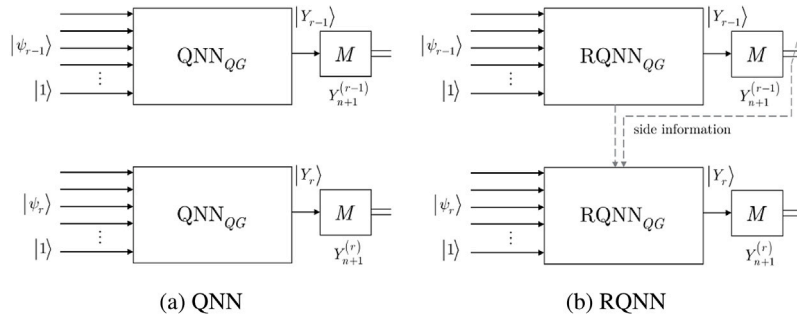 |Y_{r-1}⟩
|ψ_{r-1}⟩
QNN_{QG}
M
⋮
|1⟩
Y_{n+1}^{(r-1)}
|Y_r⟩
|ψ_r⟩
QNN_{QG}
M
⋮
|1⟩
Y_{n+1}^{(r)}
(a) QNN
|Y_{r-1}⟩
|ψ_{r-1}⟩
RQNN_{QG}
M
⋮
|1⟩
Y_{n+1}^{(r-1)}
side information
|Y_r⟩
|ψ_r⟩
RQNN_{QG}
M
⋮
|1⟩
Y_{n+1}^{(r)}
(b) RQNN